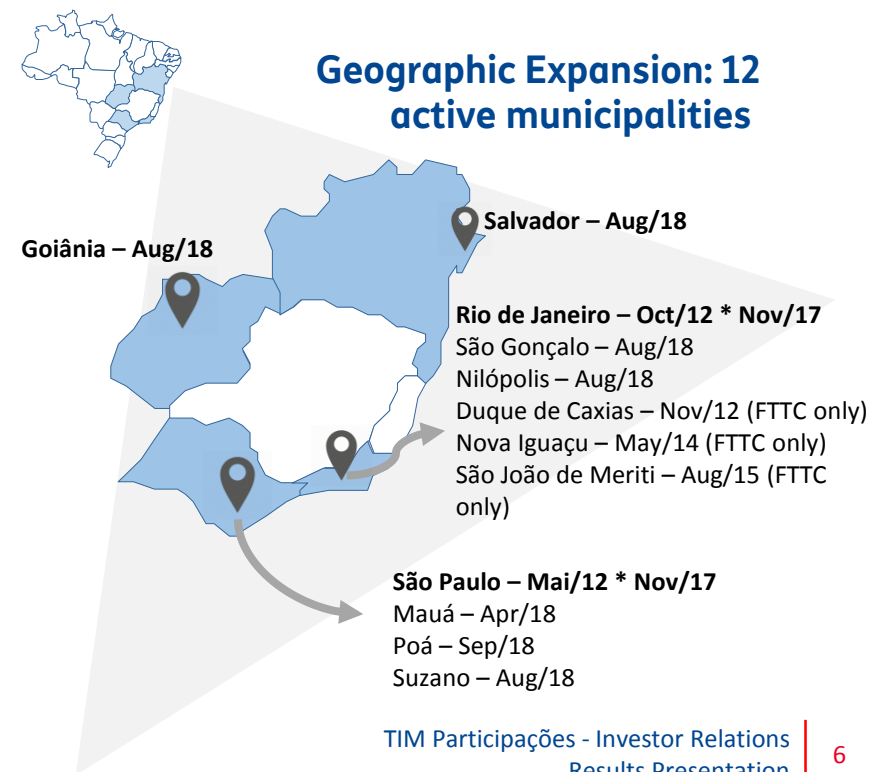 Geographic Expansion: 12
active municipalities
Salvador – Aug/18
Goiânia – Aug/18
Rio de Janeiro – Oct/12 * Nov/17
São Gonçalo – Aug/18
Nilópolis – Aug/18
Duque de Caxias – Nov/12 (FTTC only)
Nova Iguaçu – May/14 (FTTC only)
São João de Meriti – Aug/15 (FTTC
only)
São Paulo – Mai/12 * Nov/17
Mauá – Apr/18
Poá – Sep/18
Suzano – Aug/18
TIM Participações - Investor Relations
Results Presentation
6